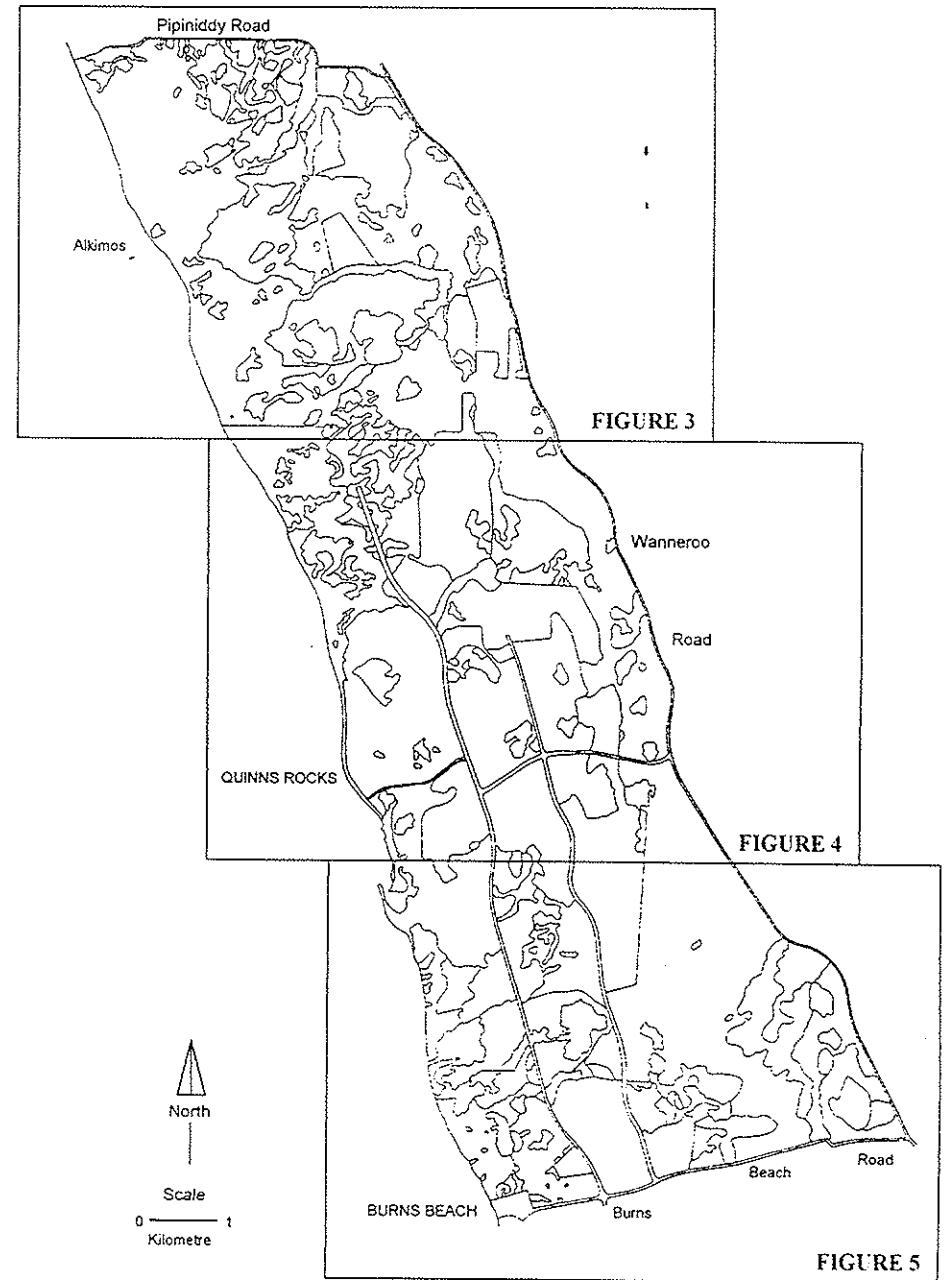 Pipiniddy Road
Alkimos
FIGURE 3
Wanneroo
Road
QUINNS ROCKS
FIGURE 4
North
Scale
0 1
Kilometre
BURNS BEACH
Burns
Beach
Road
FIGURE 5